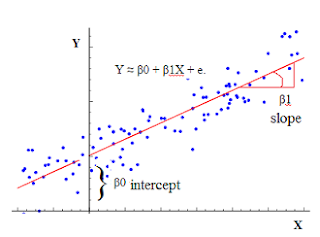 Y
Y ≈ β0 + β1X + e.
β1
slope
β0 intercept
X